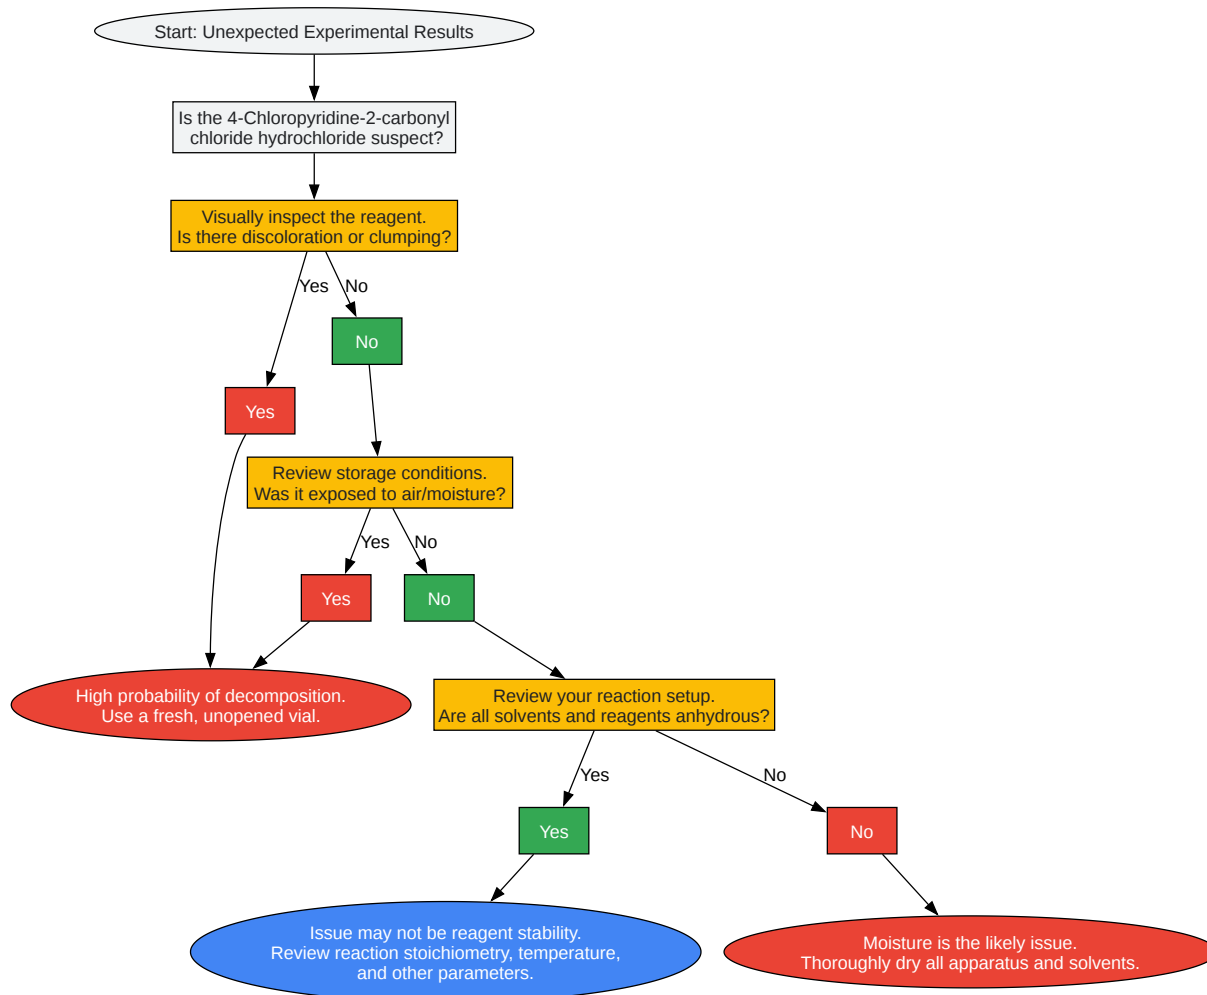 Start: Unexpected Experimental Results
Is the 4-Chloropyridine-2-carbonyl
chloride hydrochloride suspect?
Visually inspect the reagent.
Is there discoloration or clumping?
Yes
No
No
Yes
Review storage conditions.
Was it exposed to air/moisture?
Yes
No
Yes
No
High probability of decomposition.
Use a fresh, unopened vial.
Review your reaction setup.
Are all solvents and reagents anhydrous?
Yes
No
Yes
No
Issue may not be reagent stability.
Review reaction stoichiometry, temperature,
and other parameters.
Moisture is the likely issue.
Thoroughly dry all apparatus and solvents.